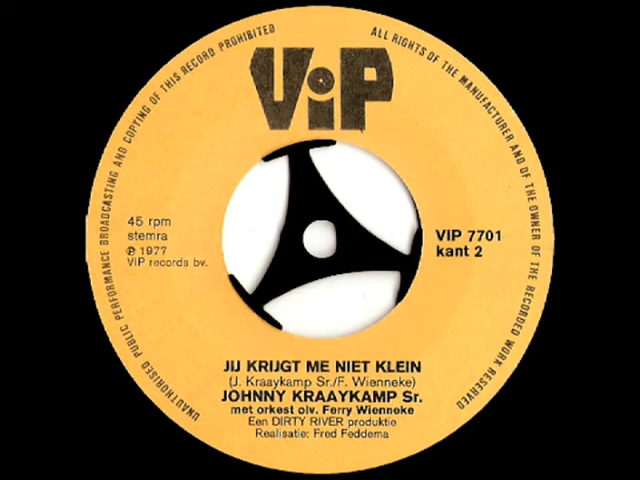 UNAUTHORISED PUBLIC PERFORMANCE BROADCASTING AND COPYING OF THIS RECORD PROHIBITED
ALL RIGHTS OF THE MANUFACTURER AND OF THE OWNER OF THE RECORDED WORK RESERVED
ViP
45 rpm
stemra
℗ 1977
VIP records bv.
VIP 7701
kant 2
JIJ KRIJGT ME NIET KLEIN
(J. Kraaykamp Sr./F. Wienneke)
JOHNNY KRAAYKAMP Sr.
met orkest olv. Ferry Wienneke
Een DIRTY RIVER produktie
Realisatie: Fred Feddema